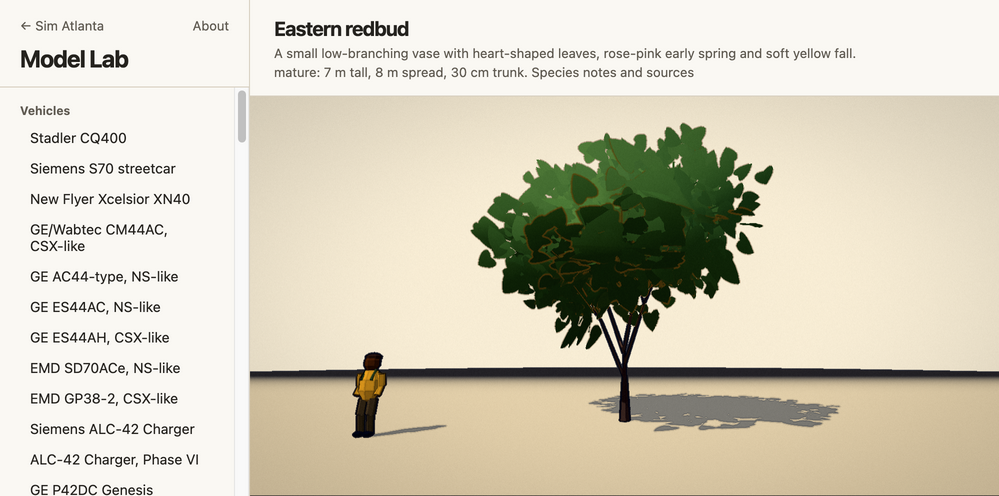 ← Sim Atlanta
About
Model Lab
Vehicles
Stadler CQ400
Siemens S70 streetcar
New Flyer Xcelsior XN40
GE/Wabtec CM44AC,
CSX-like
GE AC44-type, NS-like
GE ES44AC, NS-like
GE ES44AH, CSX-like
EMD SD70ACe, NS-like
EMD GP38-2, CSX-like
Siemens ALC-42 Charger
ALC-42 Charger, Phase VI
GE P42DC Genesis
Eastern redbud
A small low-branching vase with heart-shaped leaves, rose-pink early spring and soft yellow fall.
mature: 7 m tall, 8 m spread, 30 cm trunk. Species notes and sources